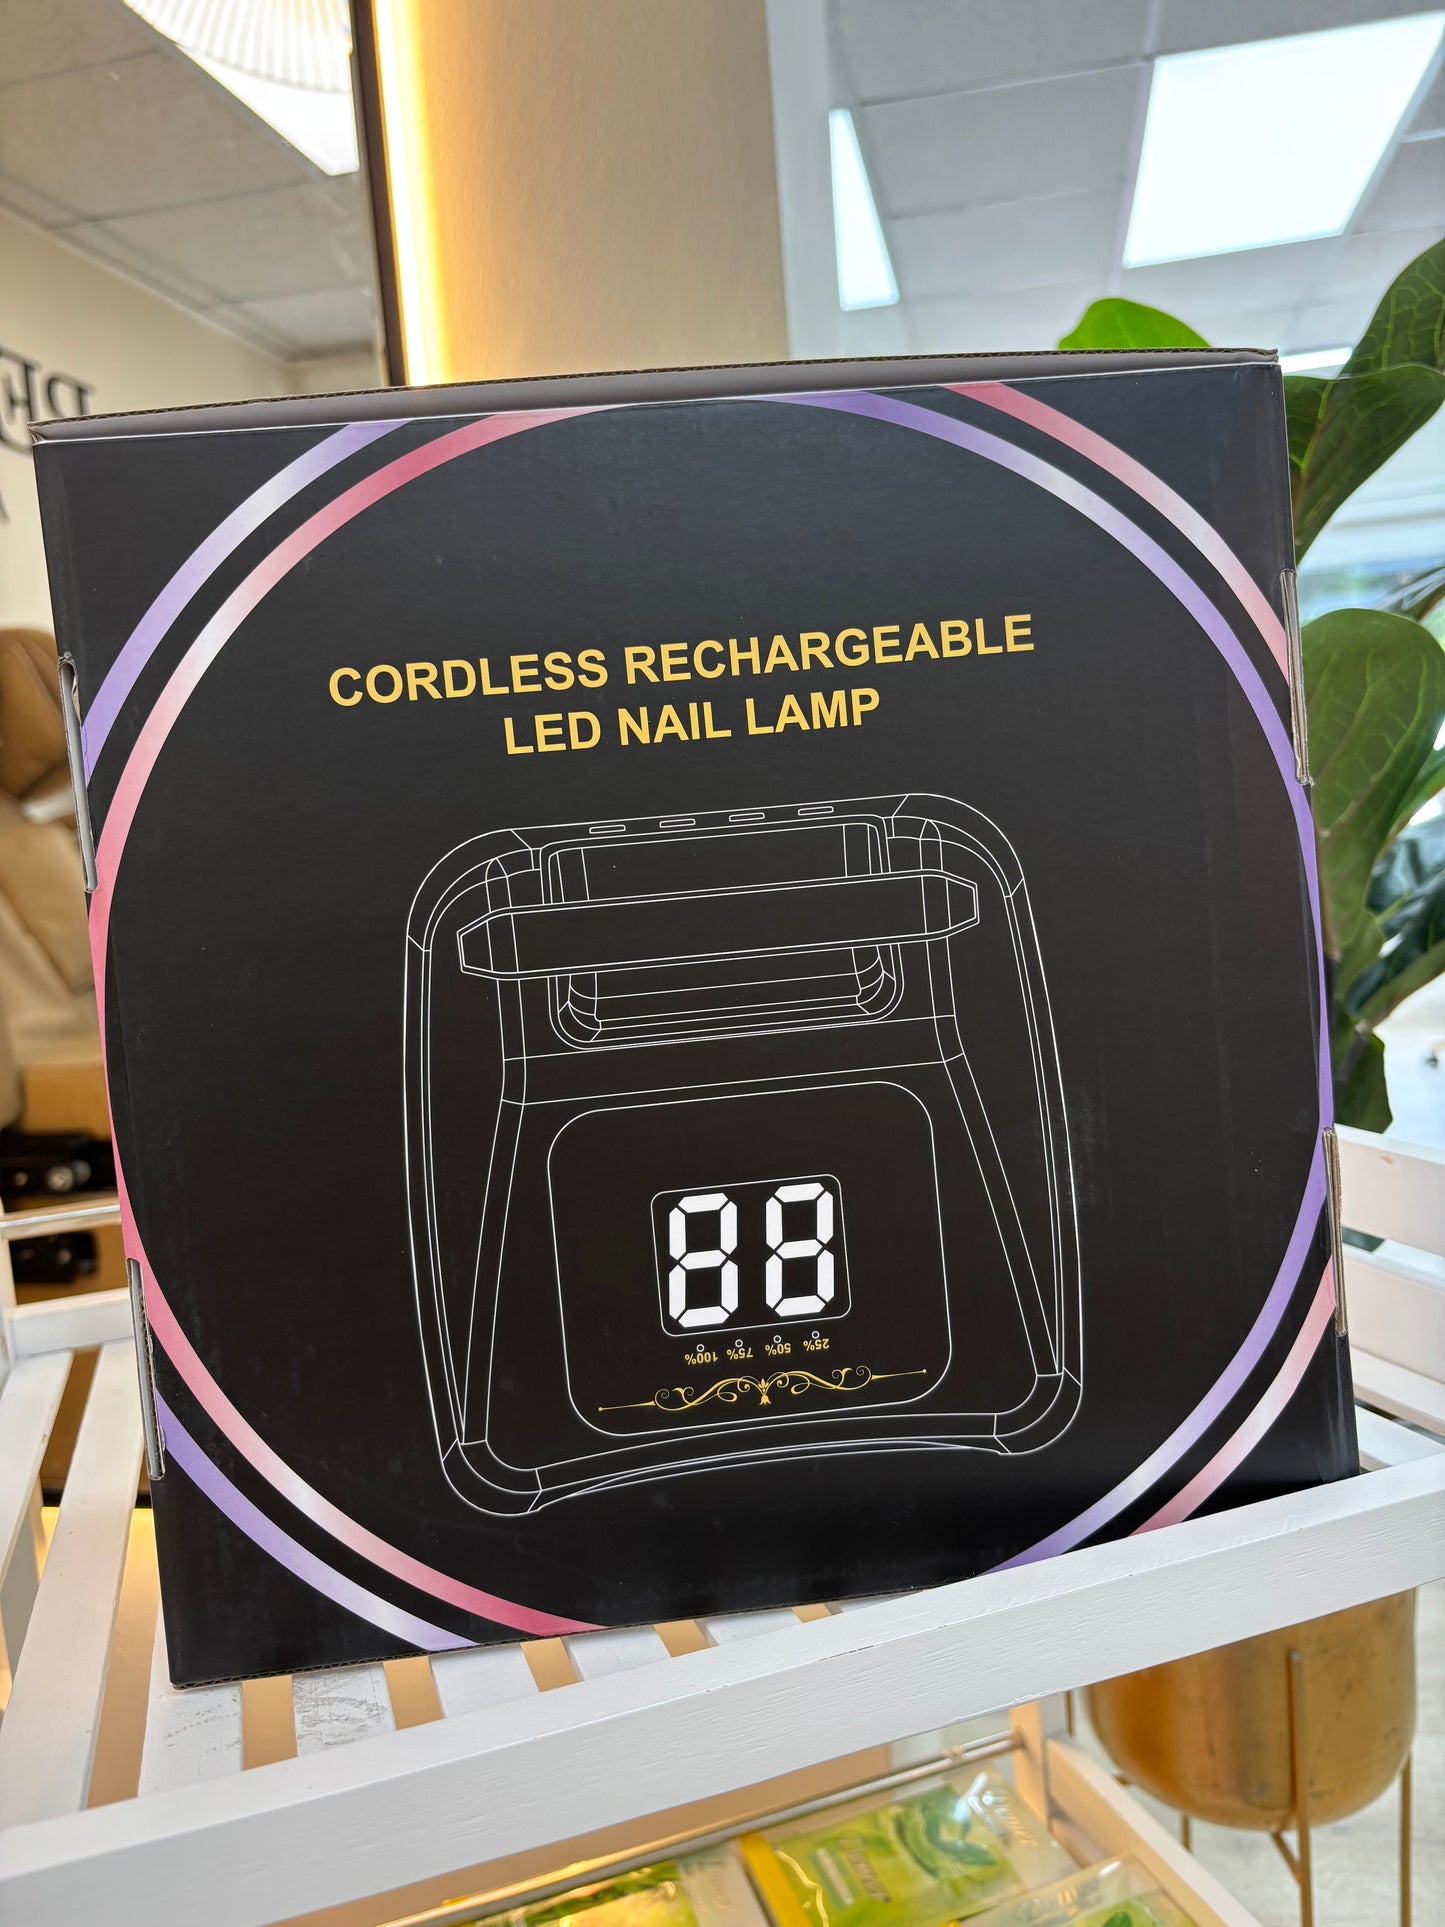 CORDLESS RECHARGEABLE
LED NAIL LAMP
88
100% 75% 50% 25%